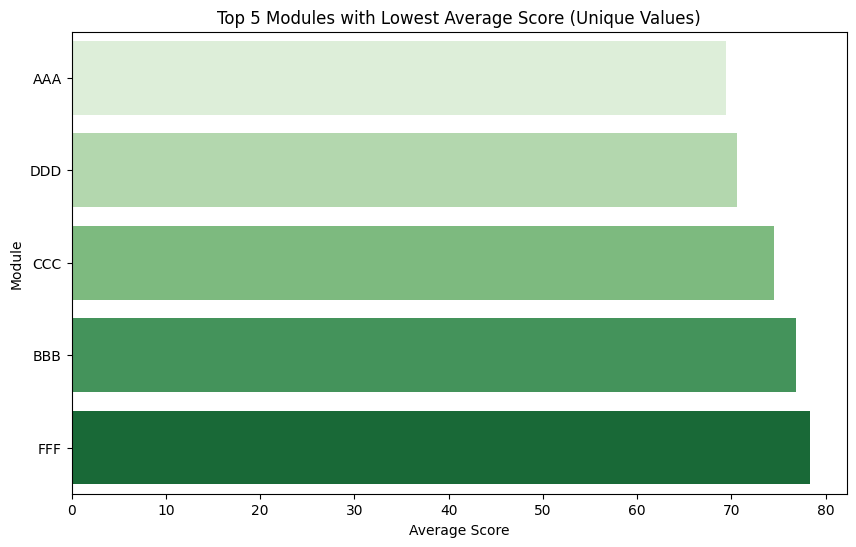 Top 5 Modules with Lowest Average Score (Unique Values)
Module
AAA
DDD
CCC
BBB
FFF
0 10 20 30 40 50 60 70 80
Average Score